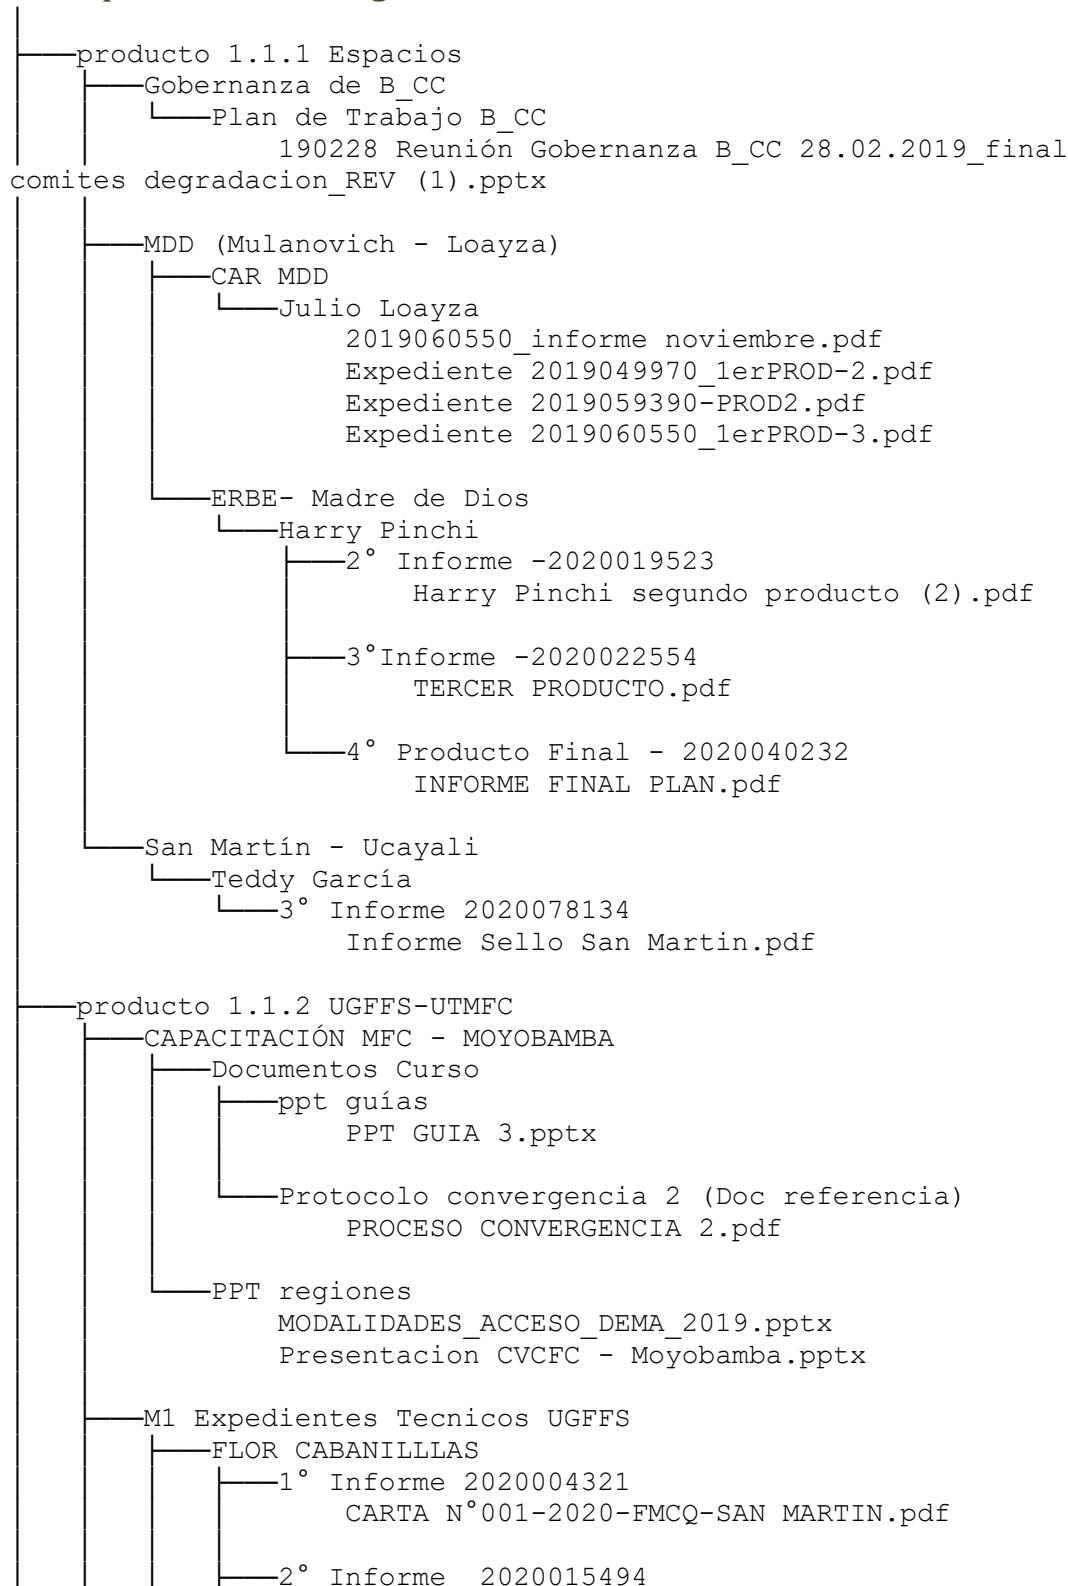 producto 1.1.1 Espacios
Gobernanza de B_CC
Plan de Trabajo B_CC
190228 Reunión Gobernanza B_CC 28.02.2019_final
comites degradacion_REV (1).pptx
MDD (Mulanovich - Loayza)
CAR MDD
Julio Loayza
2019060550_informe noviembre.pdf
Expediente 2019049970_1erPROD-2.pdf
Expediente 2019059390-PROD2.pdf
Expediente 2019060550_1erPROD-3.pdf
ERBE- Madre de Dios
Harry Pinchi
2° Informe -2020019523
Harry Pinchi segundo producto (2).pdf
3°Informe -2020022554
TERCER PRODUCTO.pdf
4° Producto Final - 2020040232
INFORME FINAL PLAN.pdf
San Martín - Ucayali
Teddy García
3° Informe 2020078134
Informe Sello San Martin.pdf
producto 1.1.2 UGFFS-UTMFC
CAPACITACIÓN MFC - MOYOBAMBA
Documentos Curso
ppt guías
PPT GUIA 3.pptx
Protocolo convergencia 2 (Doc referencia)
PROCESO CONVERGENCIA 2.pdf
PPT regiones
MODALIDADES_ACCESO_DEMA_2019.pptx
Presentacion CVCFC - Moyobamba.pptx
M1 Expedientes Tecnicos UGFFS
FLOR CABANILLLAS
1° Informe 2020004321
CARTA N°001-2020-FMCQ-SAN MARTIN.pdf
2° Informe  2020015494